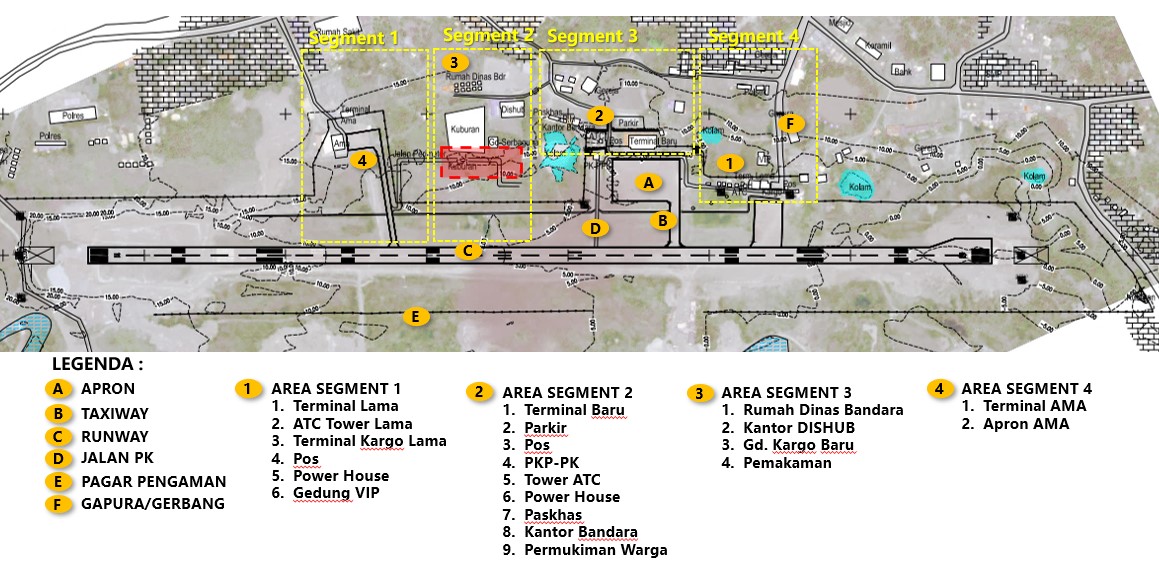 Segment 1
Segment 2
Segment 3
Segment 4
Rumah Sakit
Mesjid
Koramil
Bank
3
Rumah Dinas Bdr
Gereja
Polres
Polres
Terminal
Ama
Dishub
Kuburan
2
Parkir
Kantor Bandara
Pos
Terminal Baru
Kolam
F
4
Gd-Serbaguna
Kuburan
1
VIP
Gereja
A
Kolam
Kolam
Pos
B
D
C
E
LEGENDA :
A APRON
B TAXIWAY
C RUNWAY
D JALAN PK
E PAGAR PENGAMAN
F GAPURA/GERBANG
1 AREA SEGMENT 1
1. Terminal Lama
2. ATC Tower Lama
3. Terminal Kargo Lama
4. Pos
5. Power House
6. Gedung VIP
2 AREA SEGMENT 2
1. Terminal Baru
2. Parkir
3. Pos
4. PKP-PK
5. Tower ATC
6. Power House
7. Paskhas
8. Kantor Bandara
9. Permukiman Warga
3 AREA SEGMENT 3
1. Rumah Dinas Bandara
2. Kantor DISHUB
3. Gd. Kargo Baru
4. Pemakaman
4 AREA SEGMENT 4
1. Terminal AMA
2. Apron AMA